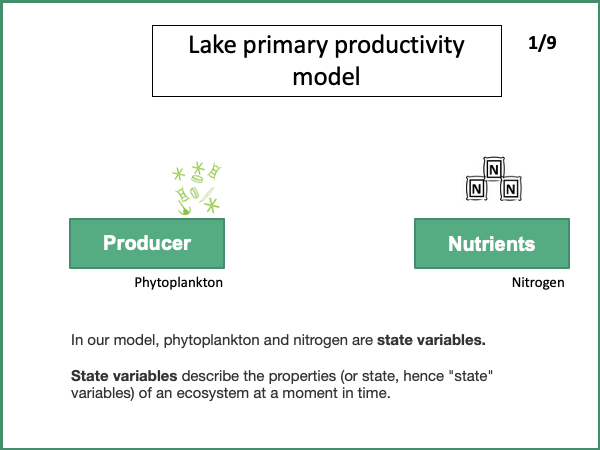 Lake primary productivity
model
1/9
N
N N
Producer
Nutrients
Phytoplankton
Nitrogen
In our model, phytoplankton and nitrogen are state variables.
State variables describe the properties (or state, hence "state"
variables) of an ecosystem at a moment in time.